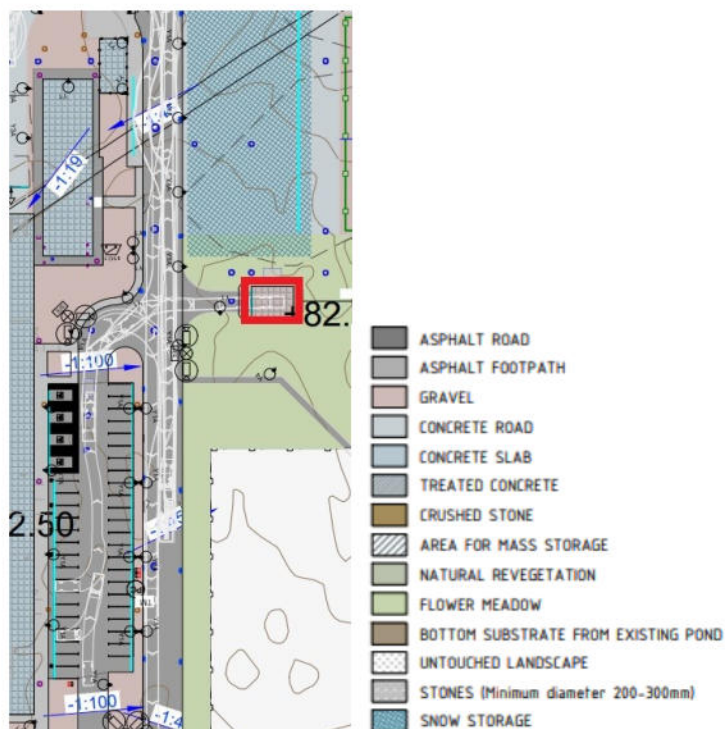 -1:19
-1:100
82.
2.50
-1:100
ASPHALT ROAD
ASPHALT FOOTPATH
GRAVEL
CONCRETE ROAD
CONCRETE SLAB
TREATED CONCRETE
CRUSHED STONE
AREA FOR MASS STORAGE
NATURAL REVEGETATION
FLOWER MEADOW
BOTTOM SUBSTRATE FROM EXISTING POND
UNTOUCHED LANDSCAPE
STONES (Minimum diameter 200-300mm)
SNOW STORAGE